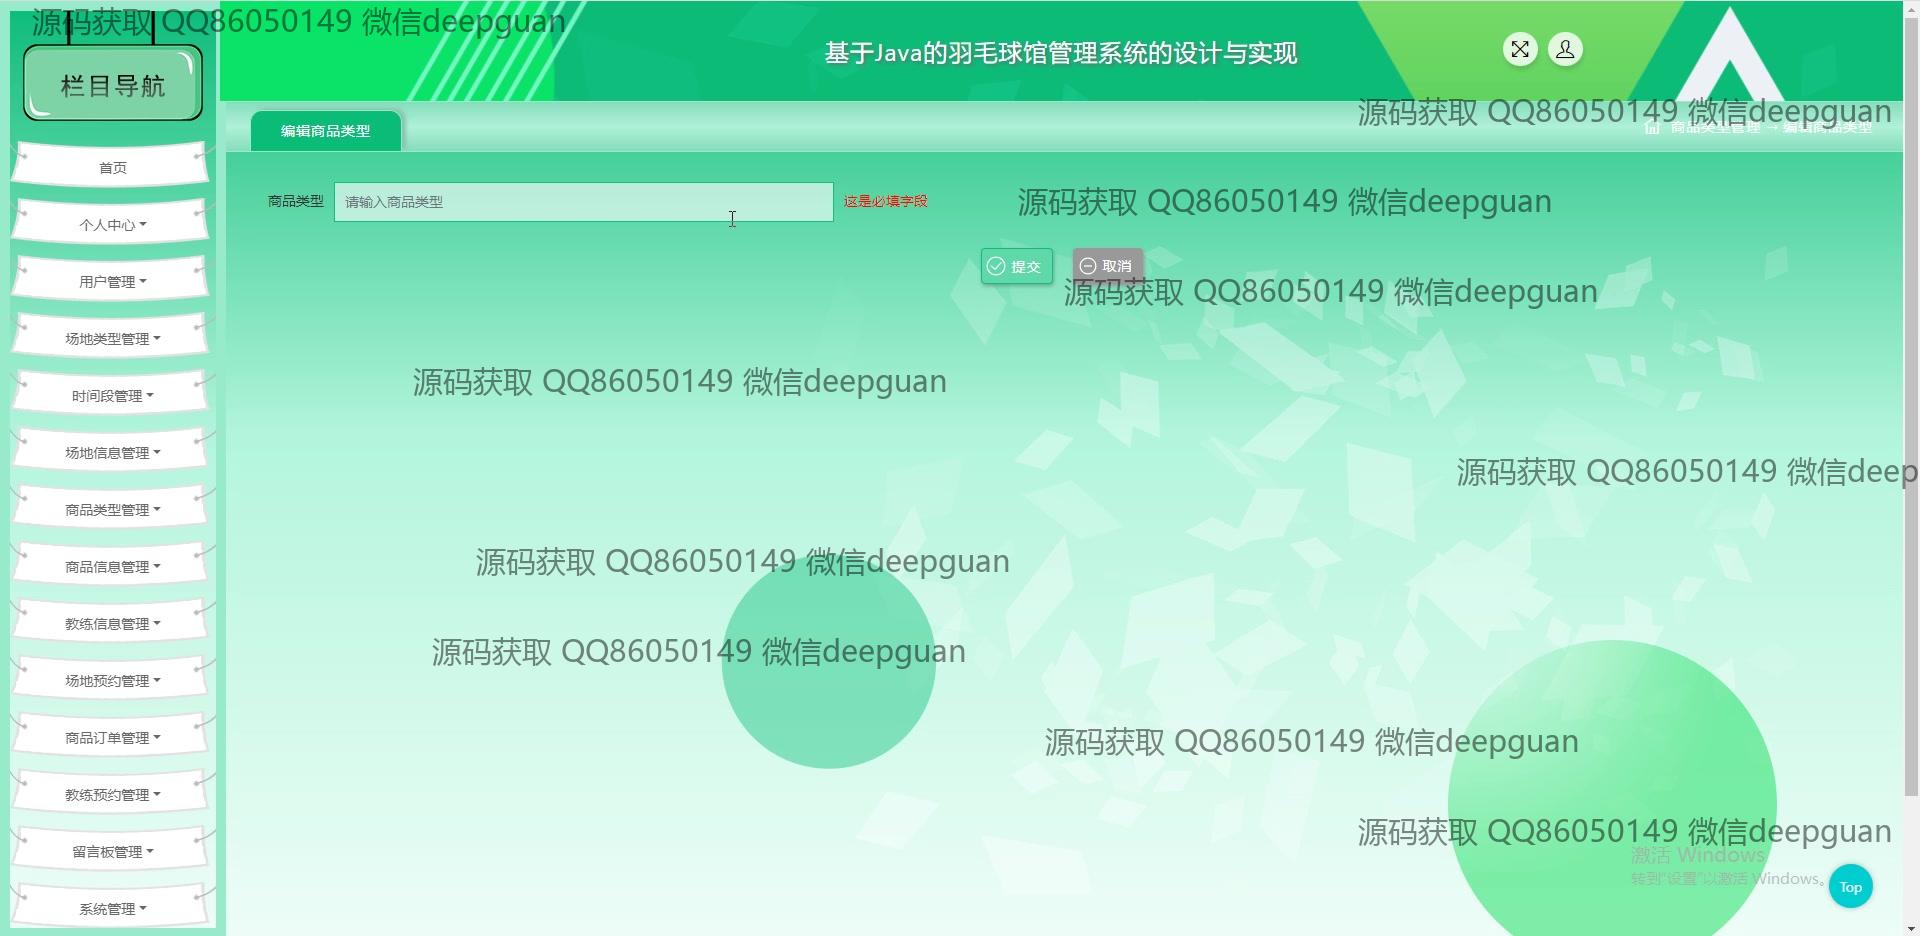 源码获取 QQ86050149 微信deepguan
栏目导航
基于Java的羽毛球馆管理系统的设计与实现
源码获取 QQ86050149 微信deepguan
编辑商品类型
商品类型管理 → 编辑商品类型
首页
个人中心
用户管理
场地类型管理
时间段管理
场地信息管理
商品类型管理
商品信息管理
教练信息管理
场地预约管理
商品订单管理
教练预约管理
留言板管理
系统管理
商品类型 请输入商品类型 这是必填字段
源码获取 QQ86050149 微信deepguan
提交 取消
源码获取 QQ86050149 微信deepguan
源码获取 QQ86050149 微信deepguan
源码获取 QQ86050149 微信deep
源码获取 QQ86050149 微信deepguan
源码获取 QQ86050149 微信deepguan
源码获取 QQ86050149 微信deepguan
源码获取 QQ86050149 微信deepguan
激活 Windows
转到"设置"以激活 Windows。
Top